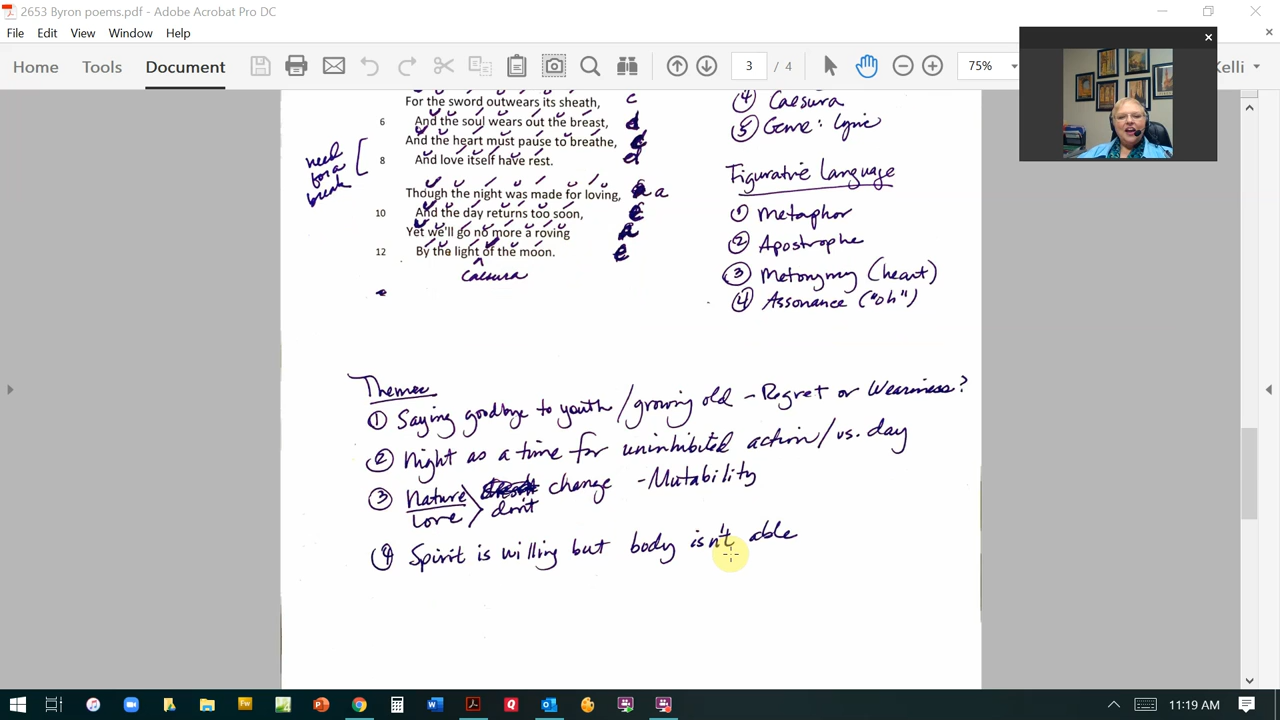 2653 Byron poems.pdf - Adobe Acrobat Pro DC
File Edit View Window Help
Home Tools Document 3 / 4 75% Kelli
For the sword outwears its sheath, c
6 And the soul wears out the breast, d
And the heart must pause to breathe, c
8 And love itself have rest. d
need
for a
break
Though the night was made for loving, a
10 And the day returns too soon, e
Yet we'll go no more a roving a
12 By the light of the moon. e
^
Caesura
④ Caesura
⑤ Genre: Lyric
Figurative Language
① Metaphor
② Apostrophe
③ Metonymy (heart)
④ Assonance ("oh")
Themes
① Saying goodbye to youth/growing old - Regret or Weariness?
② Night as a time for uninhibited action/vs. day
③ Nature change - Mutability
Love don't
④ Spirit is willing but body isn't able
11:19 AM